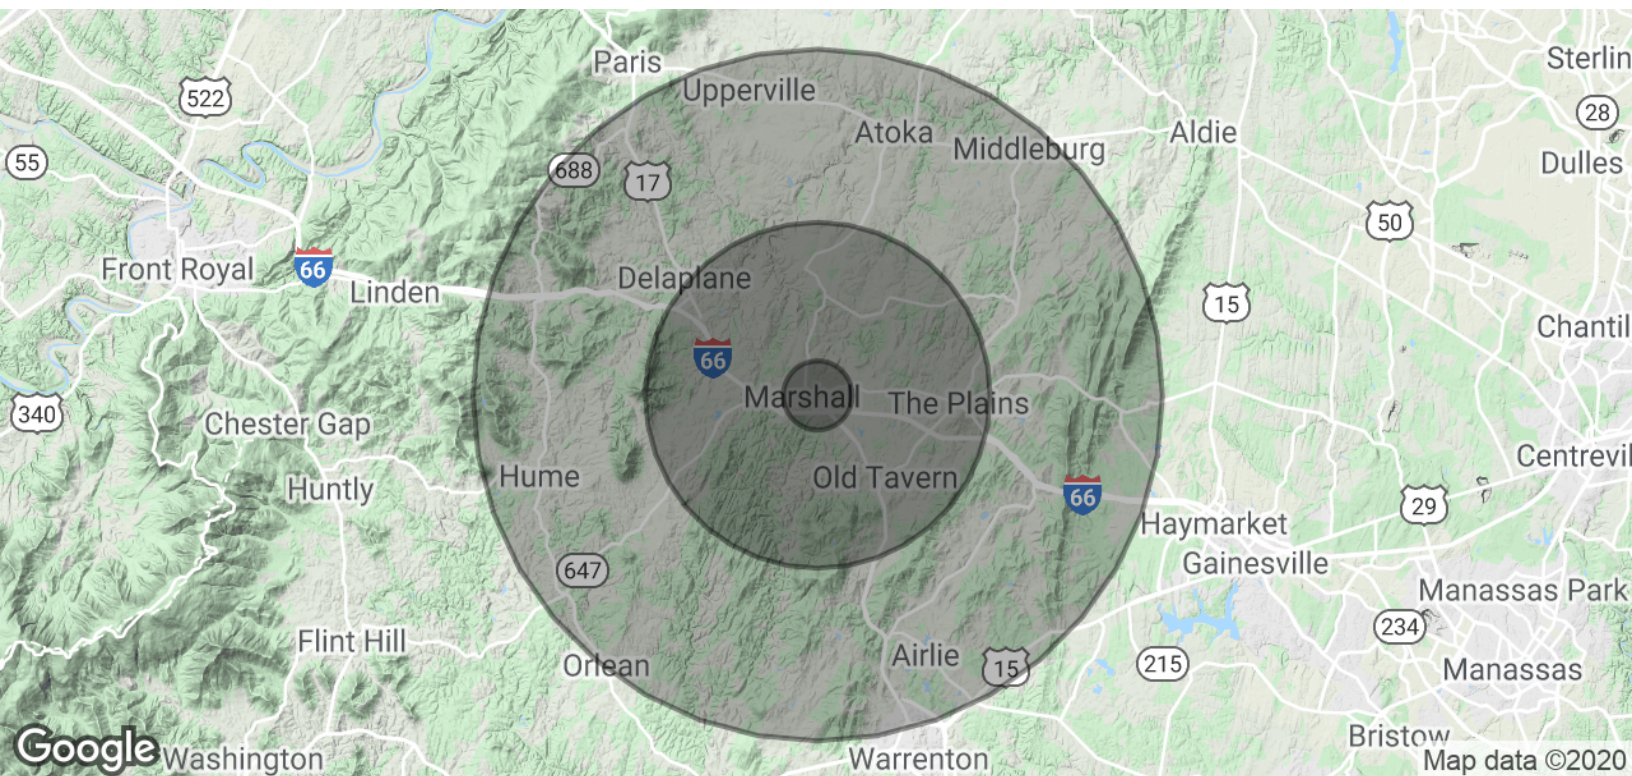 Sterlin
Paris
Upperville
522
28
Atoka
Aldie
Middleburg
55
Dulles
688
17
50
Front Royal
66
Delaplane
Linden
15
Chantil
66
Marshall
The Plains
340
Chester Gap
Centrevil
Hume
Old Tavern
Huntly
66
29
Haymarket
Gainesville
647
Manassas Park
234
Flint Hill
Airlie
Orlean
15
215
Manassas
Bristow
Google
Washington
Warrenton
Map data ©2020